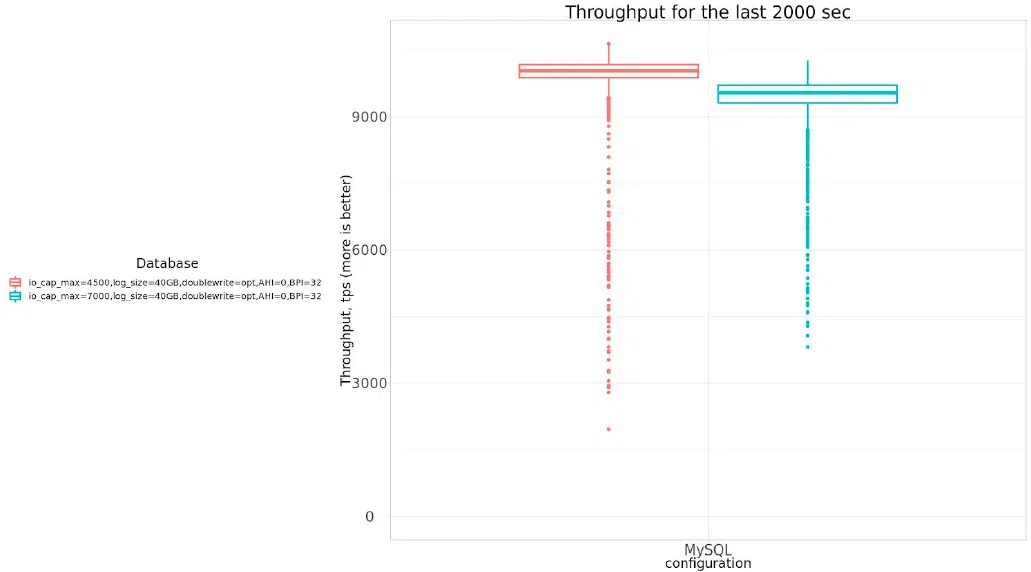 Throughput for the last 2000 sec
Database
io_cap_max=4500,log_size=40GB,doublewrite=opt,AHI=0,BPI=32
io_cap_max=7000,log_size=40GB,doublewrite=opt,AHI=0,BPI=32
Throughput, tps (more is better)
9000
6000
3000
0
MySQL
configuration